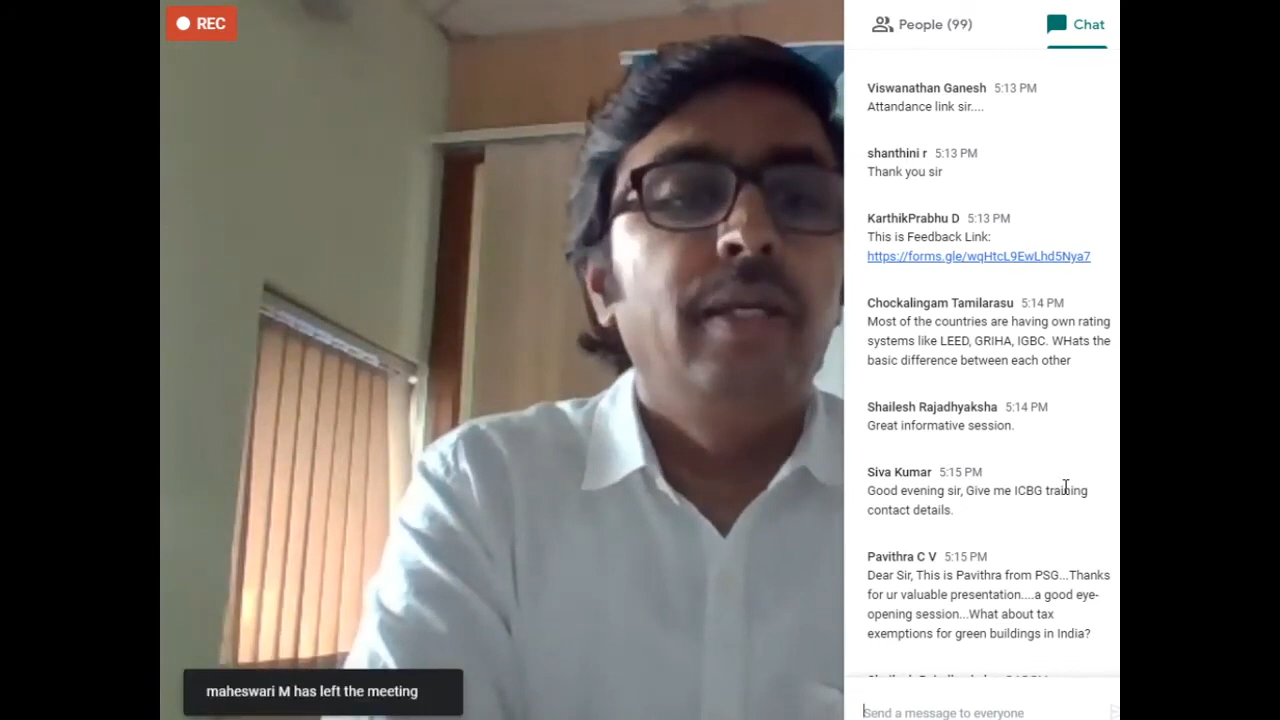 REC
People (99)
Chat
Viswanathan Ganesh 5:13 PM
Attandance link sir....
shanthini r 5:13 PM
Thank you sir
KarthikPrabhu D 5:13 PM
This is Feedback Link:
https://forms.gle/wqHtcL9EwLhd5Nya7
Chockalingam Tamilarasu 5:14 PM
Most of the countries are having own rating
systems like LEED, GRIHA, IGBC. WHats the
basic difference between each other
Shailesh Rajadhyaksha 5:14 PM
Great informative session.
Siva Kumar 5:15 PM
Good evening sir, Give me ICBG training
contact details.
Pavithra C V 5:15 PM
Dear Sir, This is Pavithra from PSG...Thanks
for ur valuable presentation....a good eye-
opening session...What about tax
exemptions for green buildings in India?
Send a message to everyone
maheswari M has left the meeting